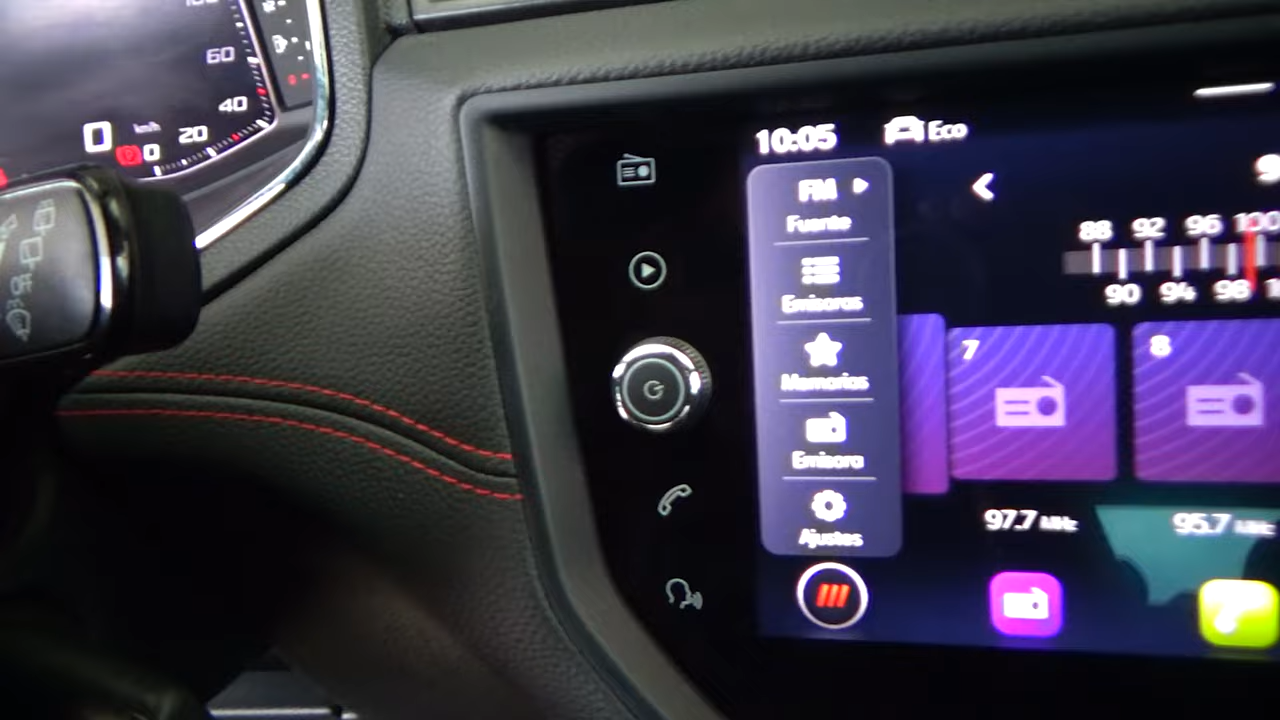 60
40
20
0
km/h
0
10:05
Eco
FM
Fuente
Emisoras
Memorias
Emisora
Ajustes
88 92 96 100
90 94 98
7
8
97.7 MHz
95.7 MHz